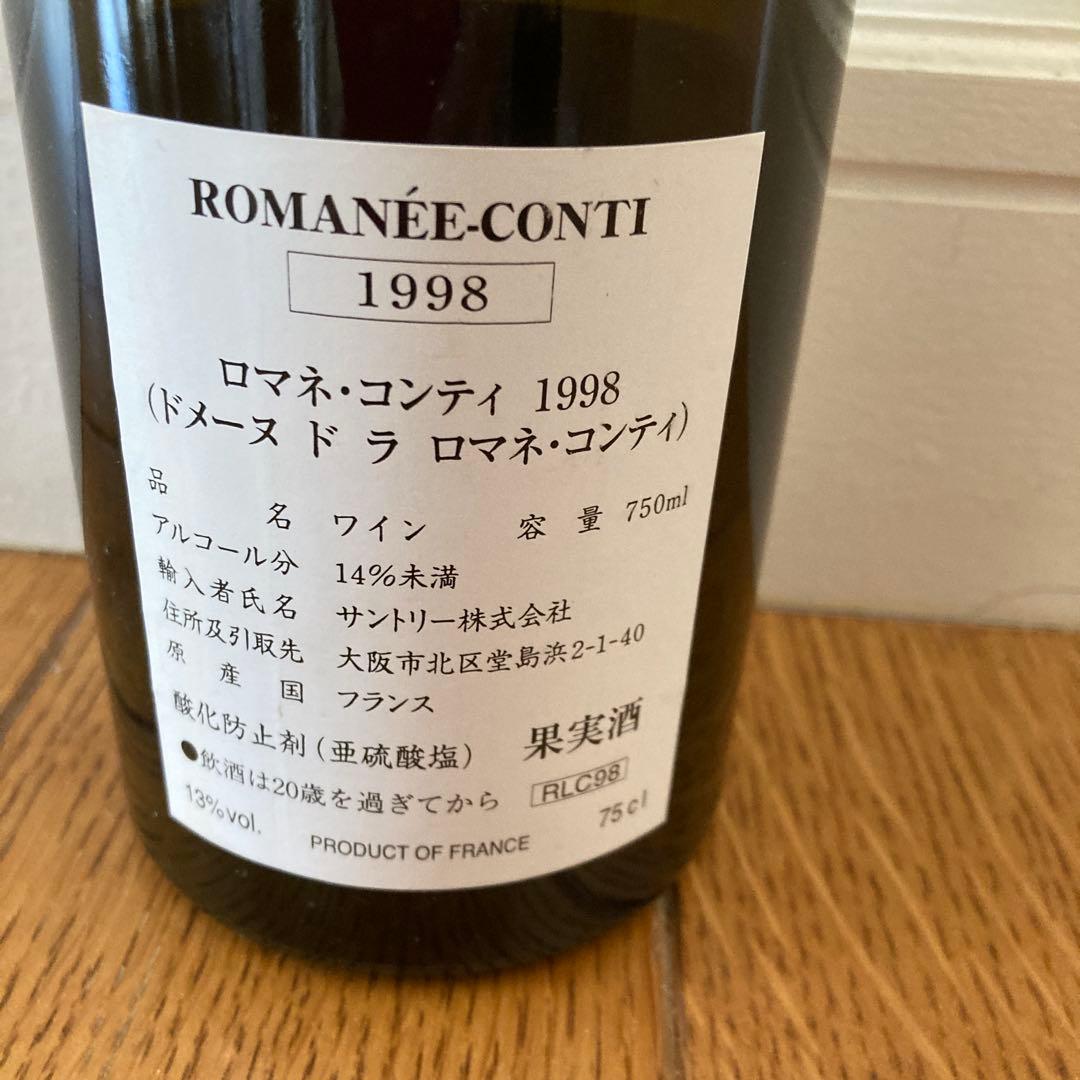 ROMANÉE-CONTI
1998
ロマネ・コンティ 1998
(ドメーヌ ド ラ ロマネ・コンティ)
品名 ワイン 容量 750ml
アルコール分 14%未満
輸入者氏名 サントリー株式会社
住所及引取先 大阪市北区堂島浜2-1-40
原産国 フランス
酸化防止剤(亜硫酸塩) 果実酒
●飲酒は20歳を過ぎてから RLC98
13%vol. PRODUCT OF FRANCE 75cl